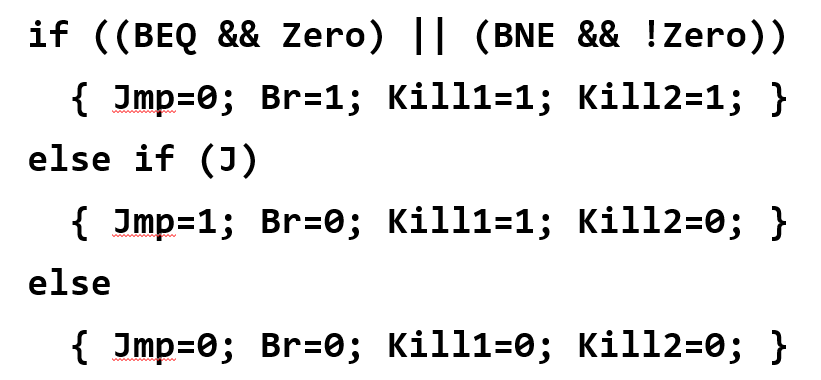 if ((BEQ && Zero) || (BNE && !Zero))
{ Jmp=0; Br=1; Kill1=1; Kill2=1; }
else if (J)
{ Jmp=1; Br=0; Kill1=1; Kill2=0; }
else
{ Jmp=0; Br=0; Kill1=0; Kill2=0; }